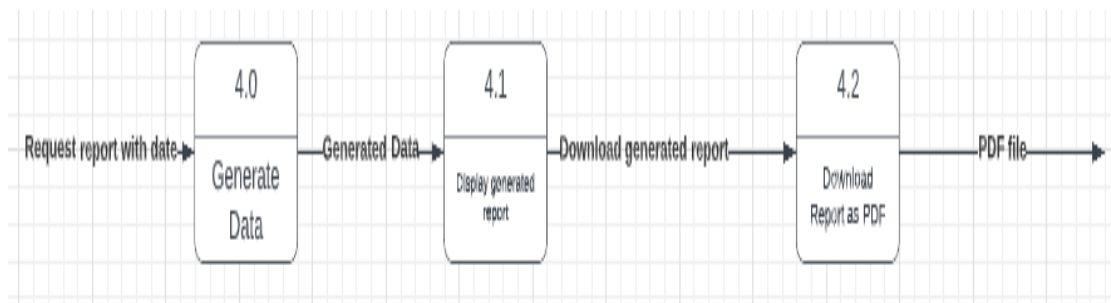 4.0
4.1
4.2
Request report with date
Generated Data
Download generated report
PDF file
Generate
Data
Display generated
report
Download
Report as PDF